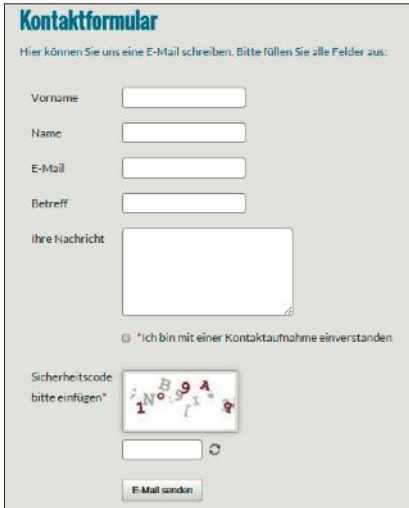 Kontaktformular
Hier können Sie uns eine E-Mail schreiben. Bitte füllen Sie alle Felder aus:
Vorname
Name
E-Mail
Betreff
Ihre Nachricht
*Ich bin mit einer Kontaktaufnahme einverstanden
Sicherheitscode
bitte einfügen*
E-Mail senden